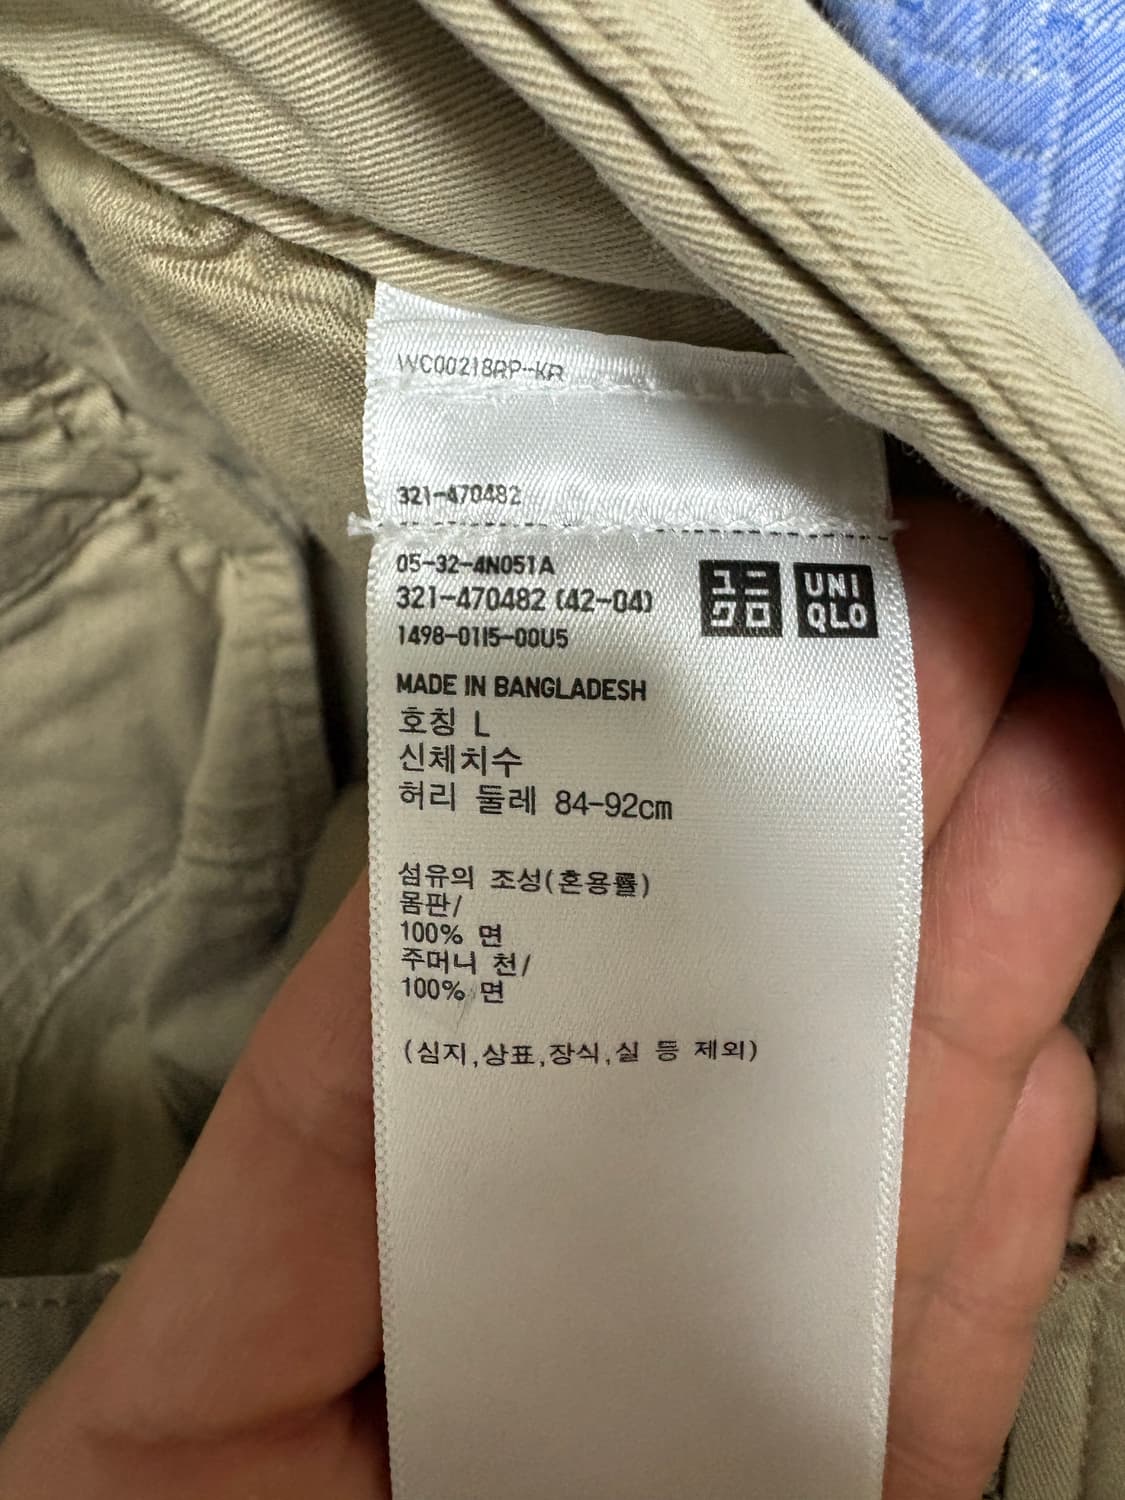 WC00218RP-KR
321-470482
05-32-4N051A
321-470482 (42-04)
1498-0115-00U5
ユニ
クロ
UNI
QLO
MADE IN BANGLADESH
호칭 L
신체치수
허리 둘레 84-92cm
섬유의 조성(혼용률)
몸판/
100% 면
주머니 천/
100% 면
(심지,상표,장식,실 등 제외)